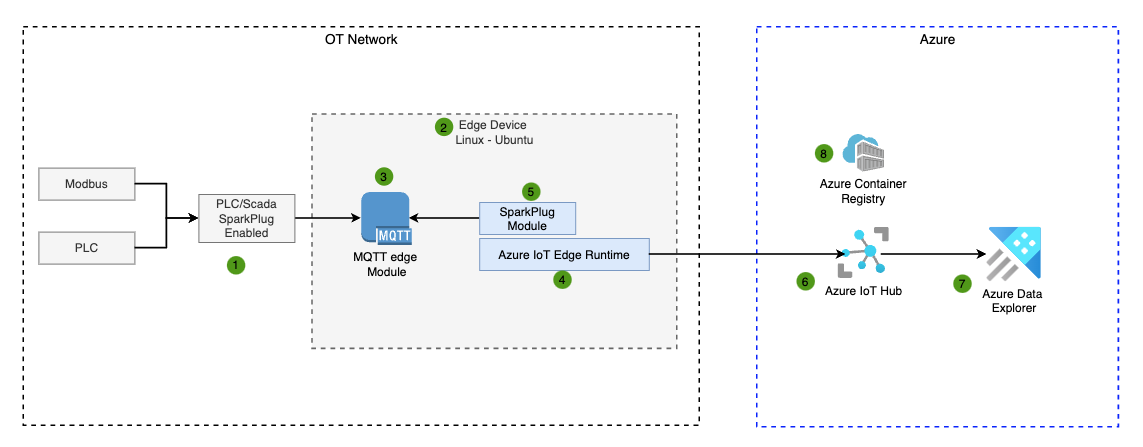 OT Network
Azure
2
Edge Device
Linux - Ubuntu
8
Azure Container
Registry
Modbus
PLC
PLC/Scada
SparkPlug
Enabled
1
3
MQTT
MQTT edge
Module
5
SparkPlug
Module
Azure IoT Edge Runtime
4
6
Azure IoT Hub
7
Azure Data
Explorer